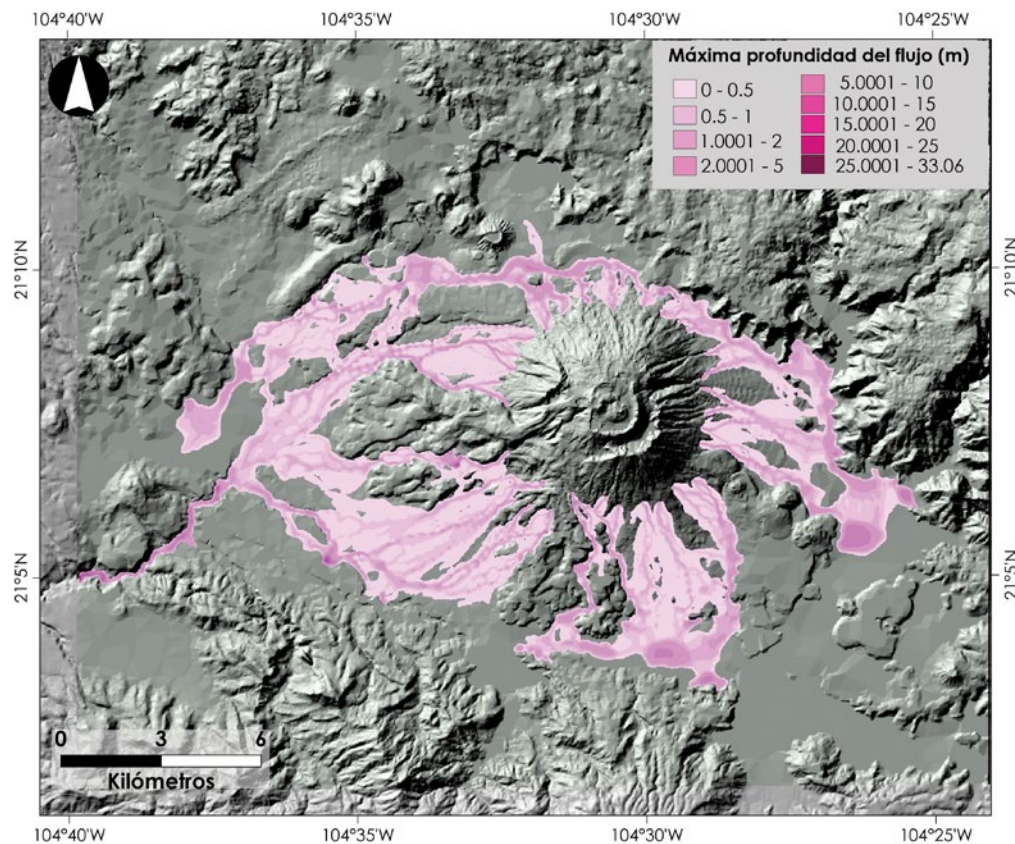 104°40'W 104°35'W 104°30'W 104°25'W
Máxima profundidad del flujo (m)
0 - 0.5
0.5 - 1
1.0001 - 2
2.0001 - 5
5.0001 - 10
10.0001 - 15
15.0001 - 20
20.0001 - 25
25.0001 - 33.06
21°10'N 21°10'N
21°5'N 21°5'N
0 3 6
Kilómetros
104°40'W 104°35'W 104°30'W 104°25'W